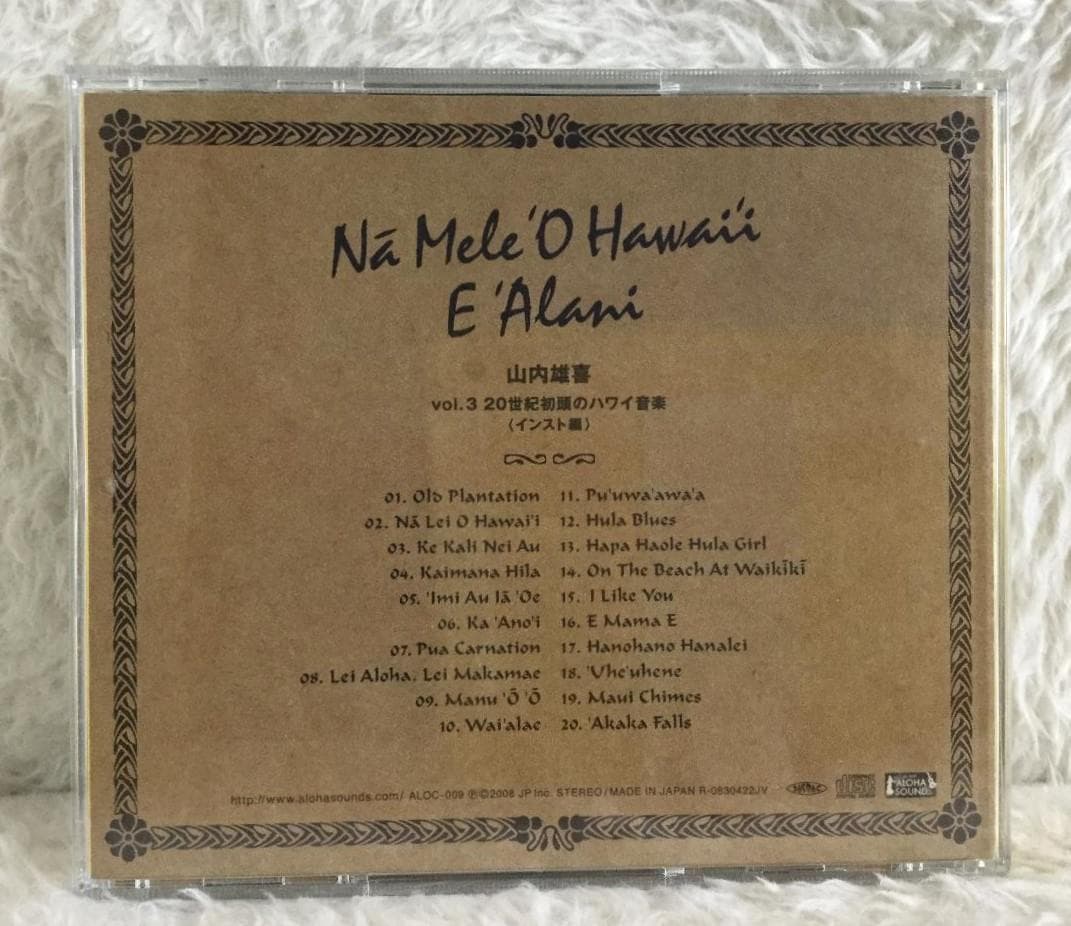 Nā Mele 'O Hawai'i
E 'Alani
山内雄喜
vol.3 20世紀初頭のハワイ音楽
〈インスト編〉
01. Old Plantation
02. Nā Lei O Hawai'i
03. Ke Kali Nei Au
04. Kaimana Hila
05. 'Imi Au Iā 'Oe
06. Ka 'Ano'i
07. Pua Carnation
08. Lei Aloha, Lei Makamae
09. Manu 'Ō 'Ō
10. Wai'alae
11. Pu'uwa'awa'a
12. Hula Blues
13. Hapa Haole Hula Girl
14. On The Beach At Waikīkī
15. I Like You
16. E Mama E
17. Hanohano Hanalei
18. 'Uhe'uhene
19. Maui Chimes
20. 'Akaka Falls
http://www.alohasounds.com/ ALOC-009 ℗©2008 JP Inc. STEREO/MADE IN JAPAN R-0830422JV
disc
ALOHA
SOUNDS